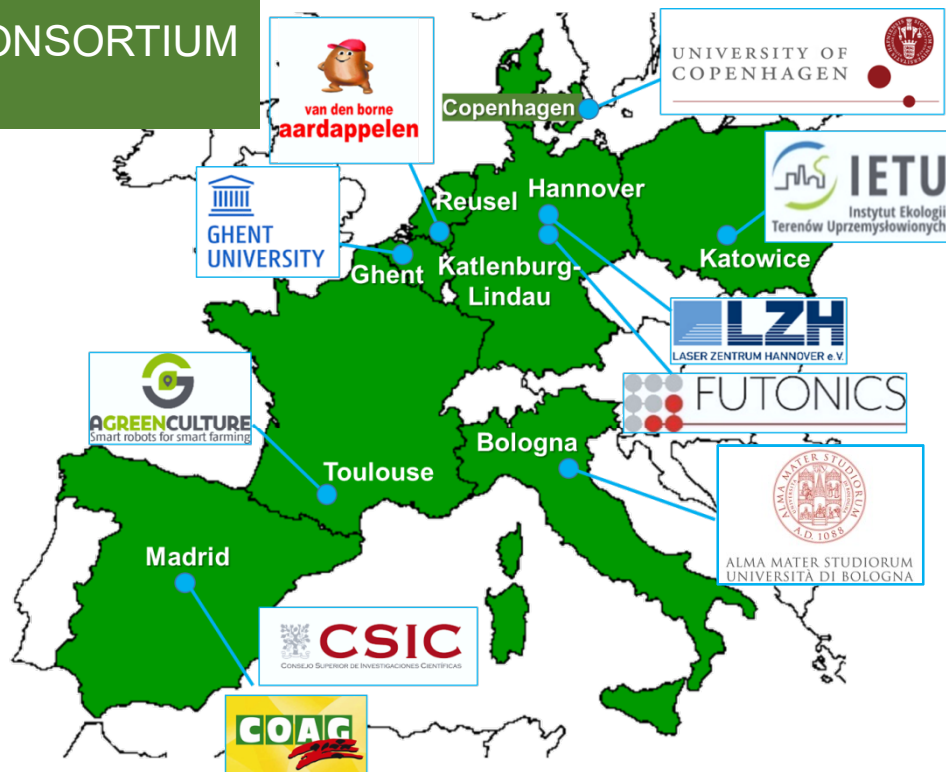 ONSORTIUM
van den borne
aardappelen
UNIVERSITY OF
COPENHAGEN
Copenhagen
IETU
Instytut Ekologii
Terenów Uprzemysłowionych
GHENT
UNIVERSITY
Reusel
Hannover
Ghent
Katlenburg-
Lindau
Katowice
LZH
LASER ZENTRUM HANNOVER e.V.
FUTONICS
AGREENCULTURE
Smart robots for smart farming
Toulouse
Bologna
ALMA MATER STUDIORUM
A.D. 1088
ALMA MATER STUDIORUM
UNIVERSITÀ DI BOLOGNA
Madrid
CSIC
CONSEJO SUPERIOR DE INVESTIGACIONES CIENTÍFICAS
COAG